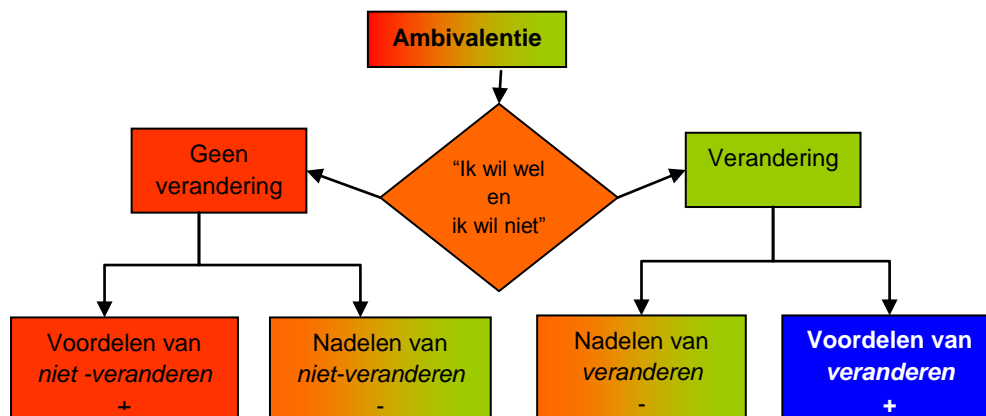 Ambivalentie
Geen
verandering
“Ik wil wel
en
ik wil niet”
Verandering
Voordelen van
niet -veranderen
+
Nadelen van
niet-veranderen
-
Nadelen van
veranderen
-
Voordelen van
veranderen
+